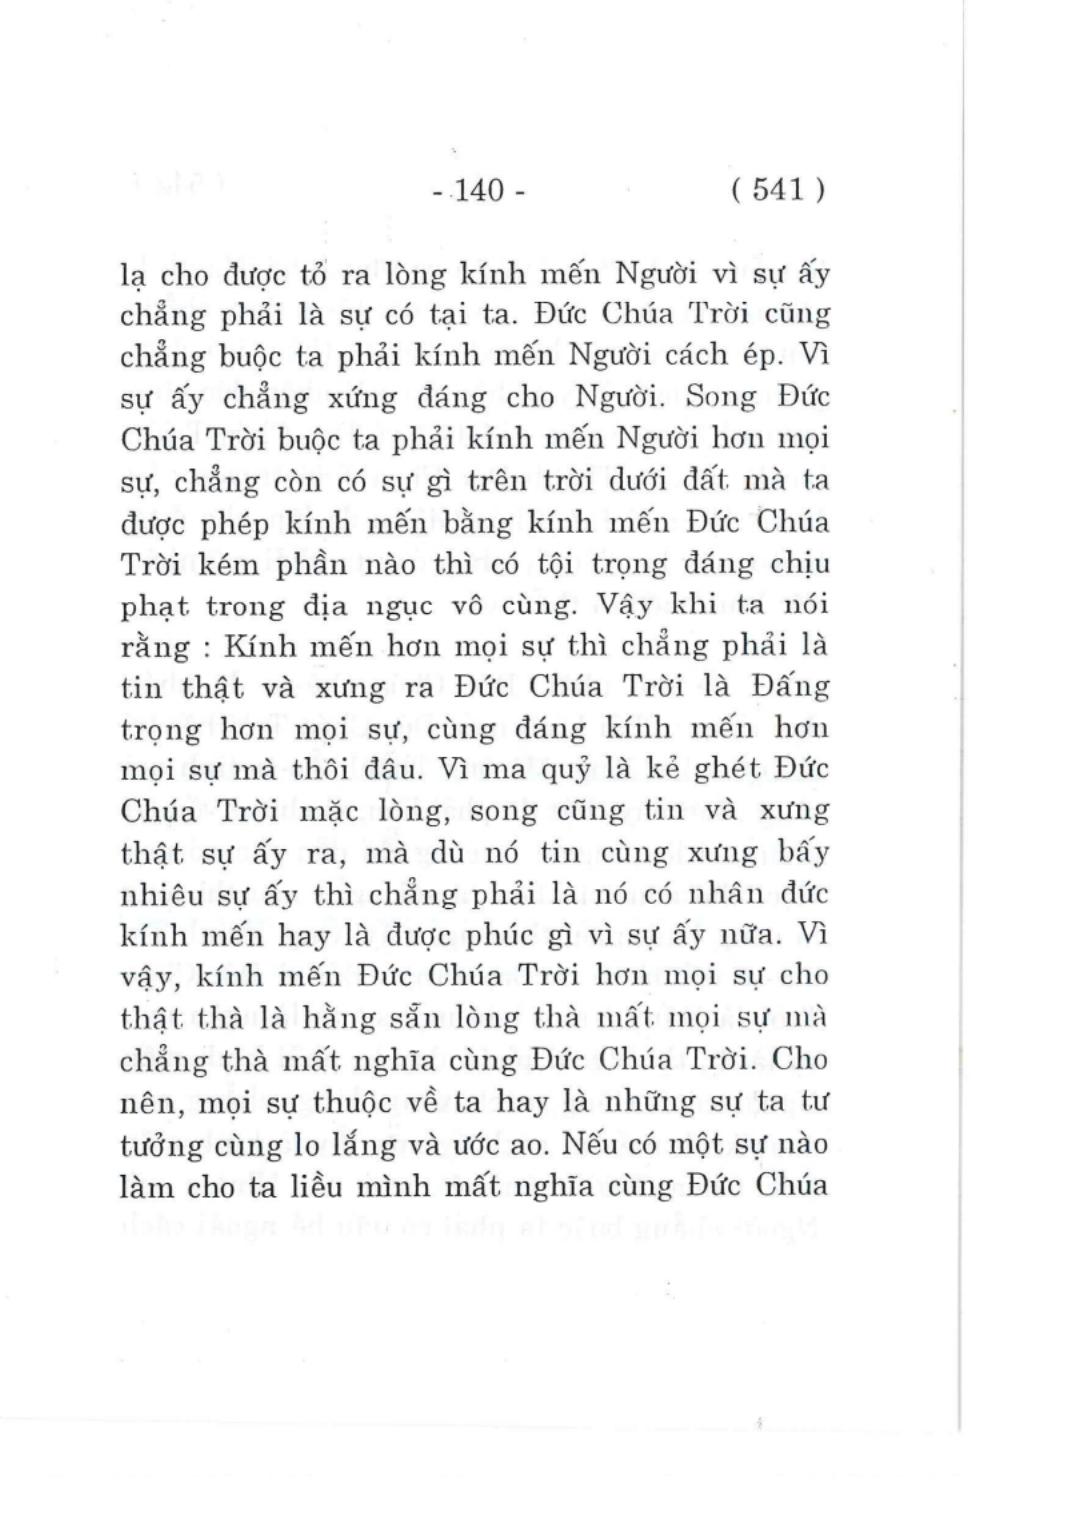 - 140 - ( 541 )
lạ cho được tỏ ra lòng kính mến Người vì sự ấy
chẳng phải là sự có tại ta. Đức Chúa Trời cũng
chẳng buộc ta phải kính mến Người cách ép. Vì
sự ấy chẳng xứng đáng cho Người. Song Đức
Chúa Trời buộc ta phải kính mến Người hơn mọi
sự, chẳng còn có sự gì trên trời dưới đất mà ta
được phép kính mến bằng kính mến Đức Chúa
Trời kém phần nào thì có tội trọng đáng chịu
phạt trong địa ngục vô cùng. Vậy khi ta nói
rằng : Kính mến hơn mọi sự thì chẳng phải là
tin thật và xưng ra Đức Chúa Trời là Đấng
trọng hơn mọi sự, cùng đáng kính mến hơn
mọi sự mà thôi đâu. Vì ma quỷ là kẻ ghét Đức
Chúa Trời mặc lòng, song cũng tin và xưng
thật sự ấy ra, mà dù nó tin cùng xưng bấy
nhiêu sự ấy thì chẳng phải là nó có nhân đức
kính mến hay là được phúc gì vì sự ấy nữa. Vì
vậy, kính mến Đức Chúa Trời hơn mọi sự cho
thật thà là hằng sẵn lòng thà mất mọi sự mà
chẳng thà mất nghĩa cùng Đức Chúa Trời. Cho
nên, mọi sự thuộc về ta hay là những sự ta tư
tưởng cùng lo lắng và ước ao. Nếu có một sự nào
làm cho ta liều mình mất nghĩa cùng Đức Chúa